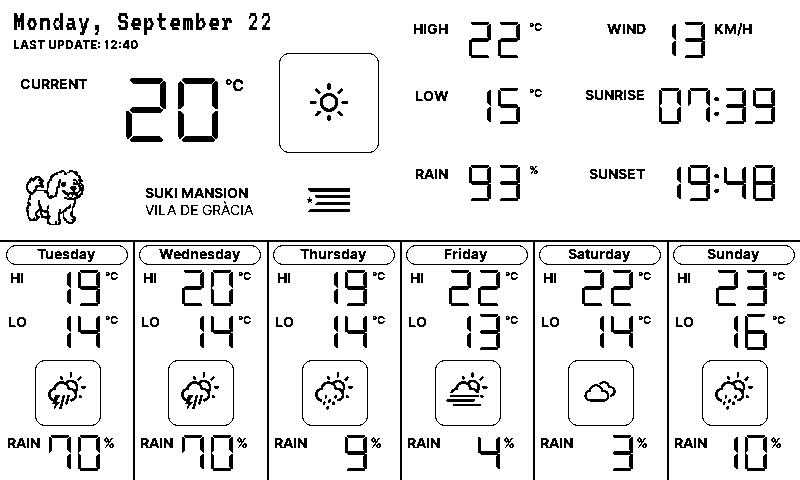 Monday, September 22
LAST UPDATE: 12:40
CURRENT 20 °C
HIGH 22 °C
WIND 13 KM/H
LOW 15 °C
SUNRISE 07:39
RAIN 93 %
SUNSET 19:48
SUKI MANSION
VILA DE GRÀCIA
Tuesday
HI 19 °C
LO 14 °C
RAIN 70 %
Wednesday
HI 20 °C
LO 14 °C
RAIN 70 %
Thursday
HI 19 °C
LO 14 °C
RAIN 9 %
Friday
HI 22 °C
LO 13 °C
RAIN 4 %
Saturday
HI 22 °C
LO 14 °C
RAIN 3 %
Sunday
HI 23 °C
LO 16 °C
RAIN 10 %